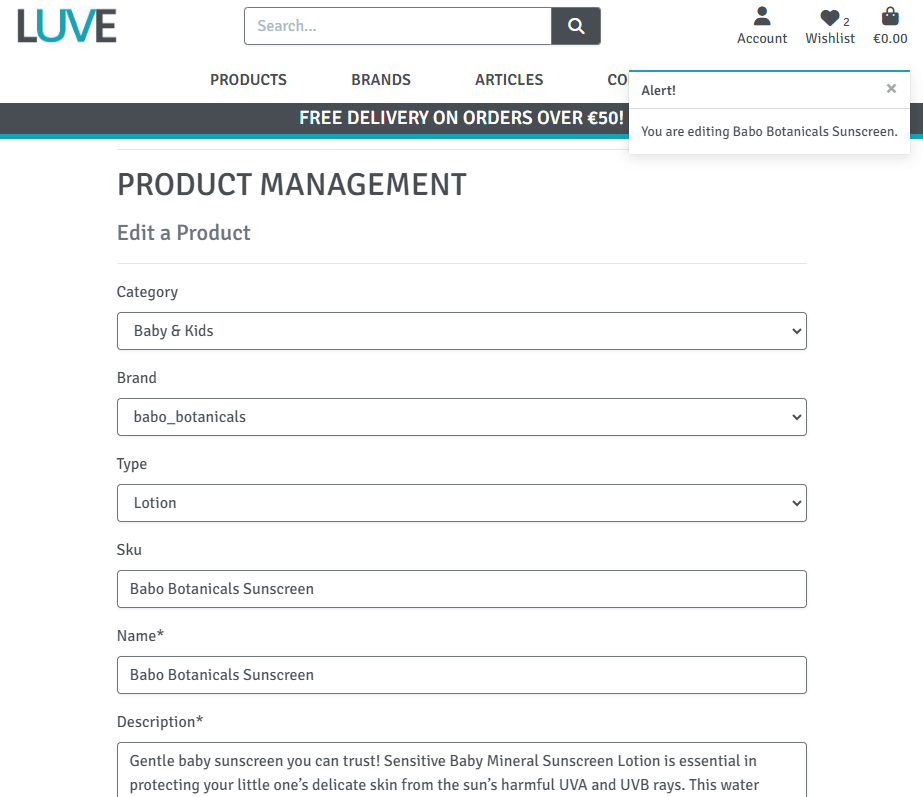 LUVE
Search...
Account
2
Wishlist
€0.00
PRODUCTS
BRANDS
ARTICLES
CO
Alert!
×
You are editing Babo Botanicals Sunscreen.
FREE DELIVERY ON ORDERS OVER €50!
PRODUCT MANAGEMENT
Edit a Product
Category
Baby & Kids
Brand
babo_botanicals
Type
Lotion
Sku
Babo Botanicals Sunscreen
Name*
Babo Botanicals Sunscreen
Description*
Gentle baby sunscreen you can trust! Sensitive Baby Mineral Sunscreen Lotion is essential in
protecting your little one’s delicate skin from the sun’s harmful UVA and UVB rays. This water